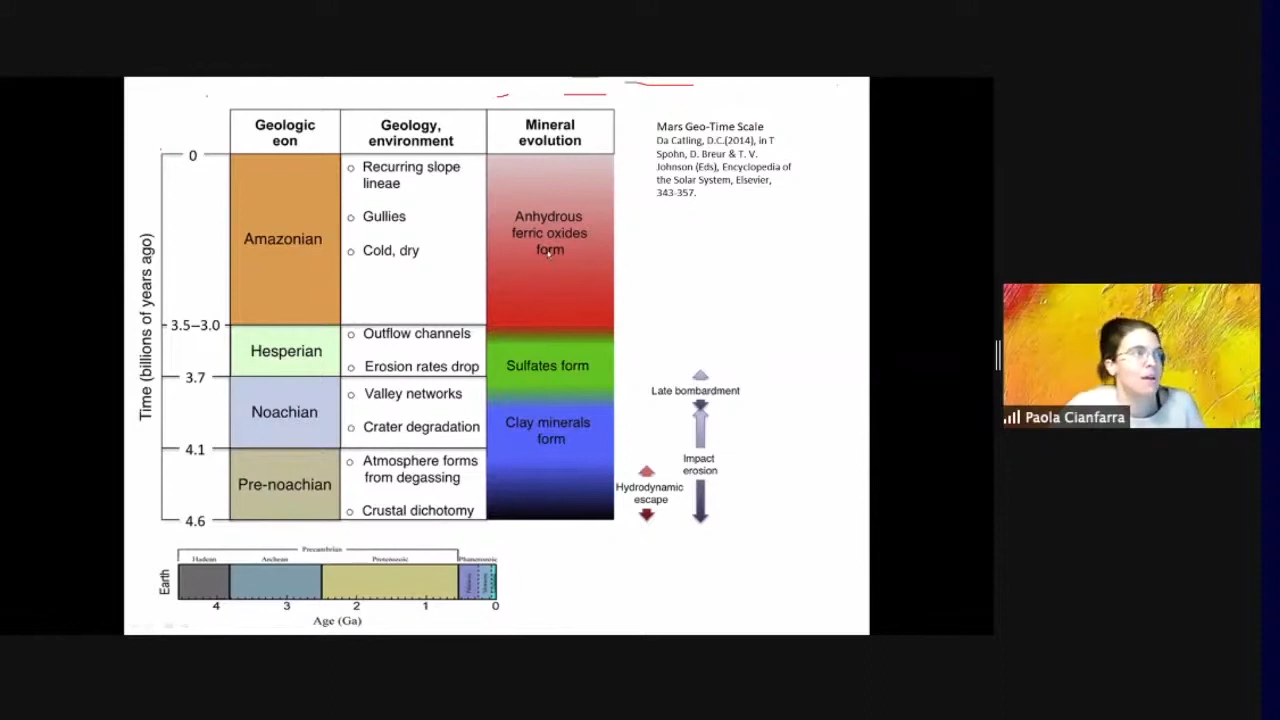 Geologic
eon
Geology,
environment
Mineral
evolution
Mars Geo-Time Scale
Da Catling, D.C.(2014), in T
Spohn, D. Breur & T. V.
Johnson (Eds), Encyclopedia of
the Solar System, Elsevier,
343-357.
Time (billions of years ago)
0
3.5–3.0
3.7
4.1
4.6
Amazonian
Recurring slope
lineae
Gullies
Cold, dry
Anhydrous
ferric oxides
form
Hesperian
Outflow channels
Erosion rates drop
Sulfates form
Noachian
Valley networks
Crater degradation
Clay minerals
form
Pre-noachian
Atmosphere forms
from degassing
Crustal dichotomy
Late bombardment
Impact
erosion
Hydrodynamic
escape
Paola Cianfarra
Precambrian
Hadean Archean Proterozoic Phanerozoic
Earth
4 3 2 1 0
Age (Ga)